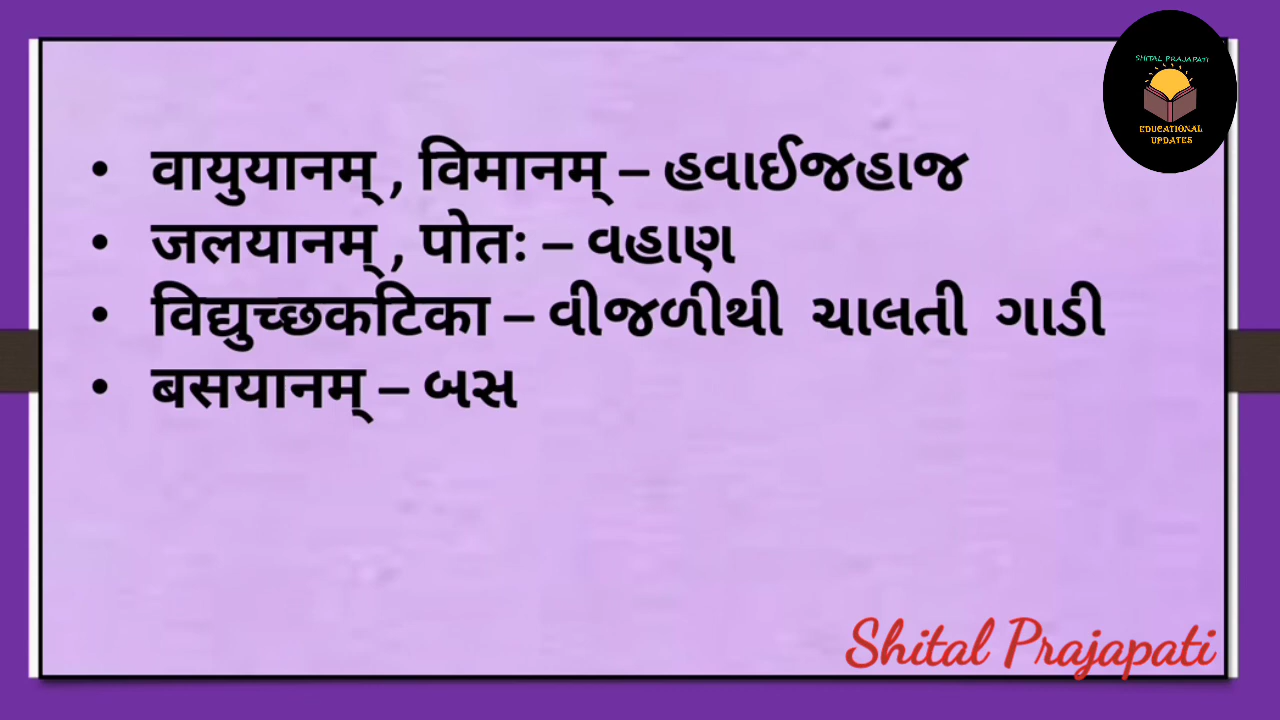 SHITAL PRAJAPATI
EDUCATIONAL
UPDATES
• वायुयानम् , विमानम् – હવાઈજહાજ
• जलयानम् , पोतः – વહાણ
• विद्युच्छकटिका – વીજળીથી ચાલતી ગાડી
• बसयानम् – બસ
Shital Prajapati